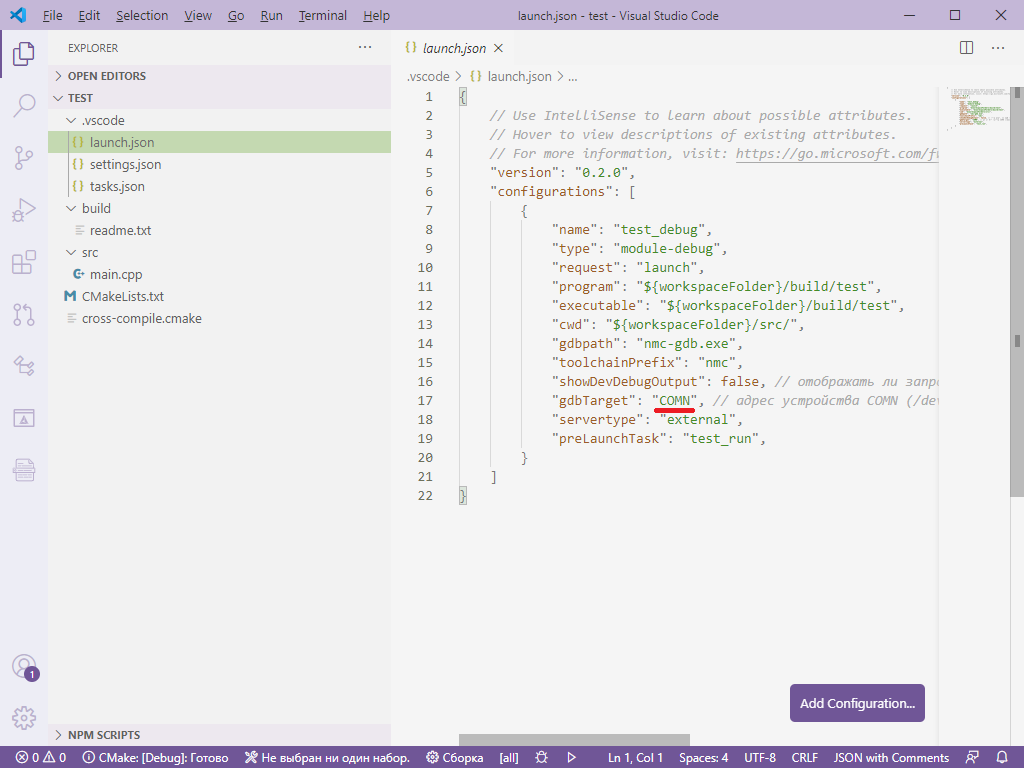 File Edit Selection View Go Run Terminal Help launch.json - test - Visual Studio Code
EXPLORER
OPEN EDITORS
TEST
.vscode
launch.json
settings.json
tasks.json
build
readme.txt
src
main.cpp
CMakeLists.txt
cross-compile.cmake
NPM SCRIPTS
1
{} launch.json
.vscode > {} launch.json > ...
1 {
2 // Use IntelliSense to learn about possible attributes.
3 // Hover to view descriptions of existing attributes.
4 // For more information, visit: https://go.microsoft.com/f
5 "version": "0.2.0",
6 "configurations": [
7 {
8 "name": "test_debug",
9 "type": "module-debug",
10 "request": "launch",
11 "program": "${workspaceFolder}/build/test",
12 "executable": "${workspaceFolder}/build/test",
13 "cwd": "${workspaceFolder}/src/",
14 "gdbpath": "nmc-gdb.exe",
15 "toolchainPrefix": "nmc",
16 "showDevDebugOutput": false, // отображать ли запр
17 "gdbTarget": "COMN", // адрес устройства COMN (/de
18 "servertype": "external",
19 "preLaunchTask": "test_run",
20 }
21 ]
22 }
Add Configuration...
0 0 CMake: [Debug]: Готово Не выбран ни один набор. Сборка [all] Ln 1, Col 1 Spaces: 4 UTF-8 CRLF JSON with Comments